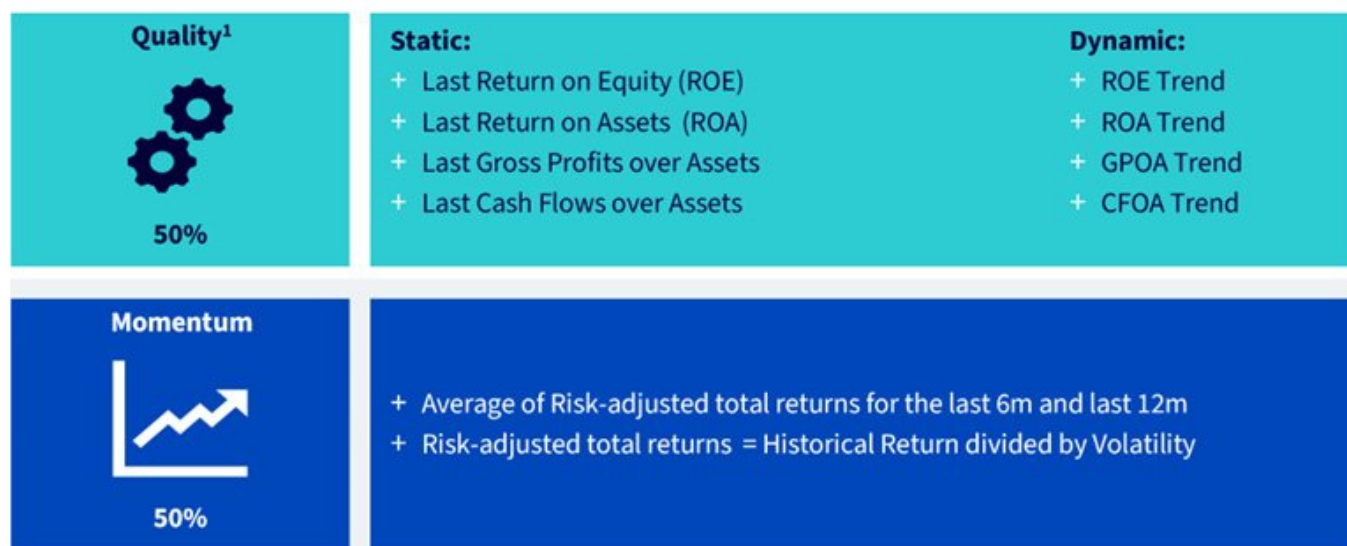 Quality¹
50%
Static:
+ Last Return on Equity (ROE)
+ Last Return on Assets (ROA)
+ Last Gross Profits over Assets
+ Last Cash Flows over Assets
Dynamic:
+ ROE Trend
+ ROA Trend
+ GPOA Trend
+ CFOA Trend
Momentum
50%
+ Average of Risk-adjusted total returns for the last 6m and last 12m
+ Risk-adjusted total returns = Historical Return divided by Volatility